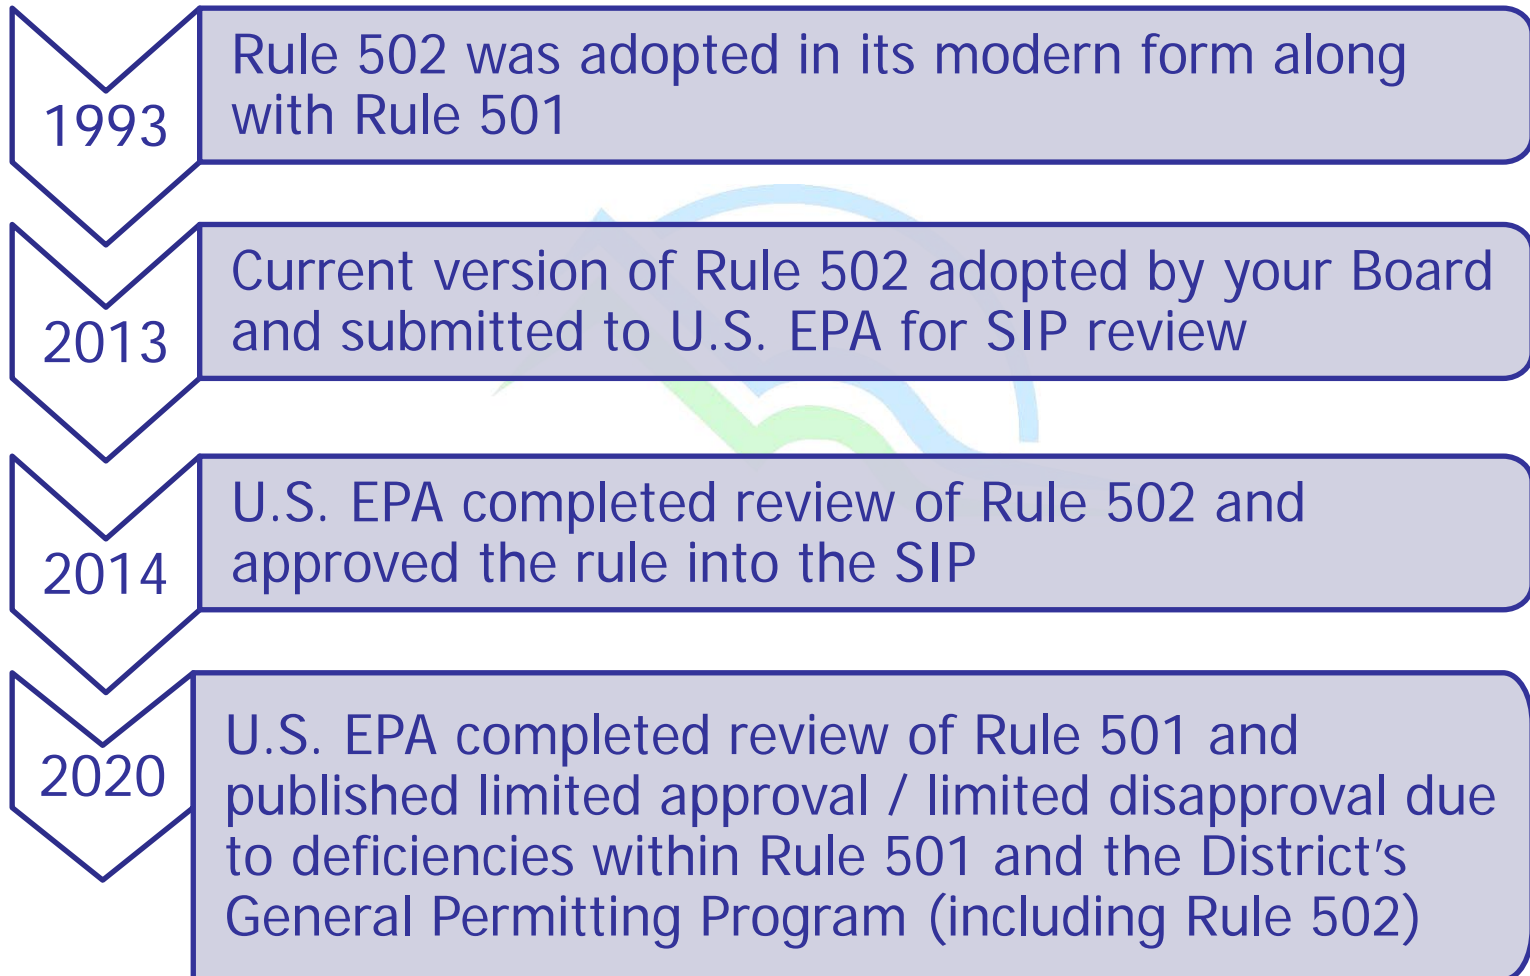 1993
Rule 502 was adopted in its modern form along
with Rule 501
2013
Current version of Rule 502 adopted by your Board
and submitted to U.S. EPA for SIP review
2014
U.S. EPA completed review of Rule 502 and
approved the rule into the SIP
2020
U.S. EPA completed review of Rule 501 and
published limited approval / limited disapproval due
to deficiencies within Rule 501 and the District’s
General Permitting Program (including Rule 502)